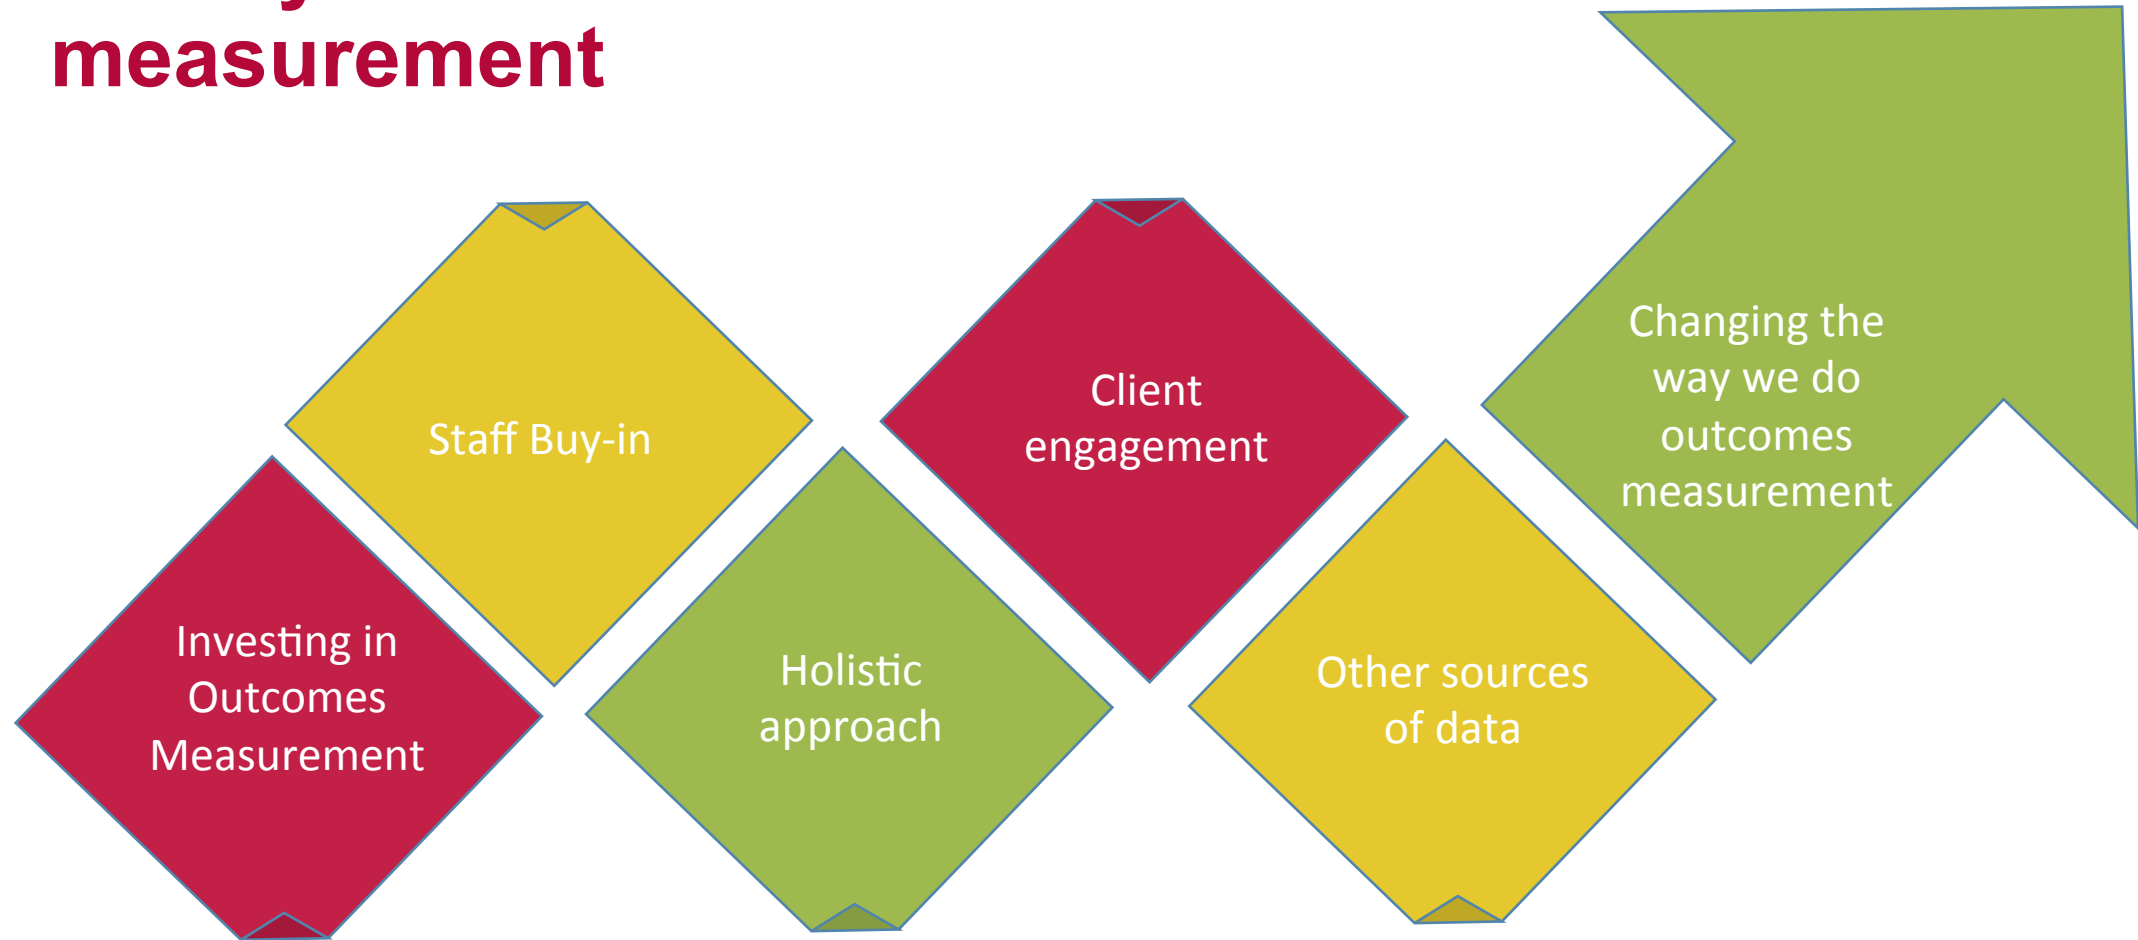 measurement
Staff Buy-in
Client
engagement
Changing the
way we do
outcomes
measurement
Investing in
Outcomes
Measurement
Holistic
approach
Other sources
of data